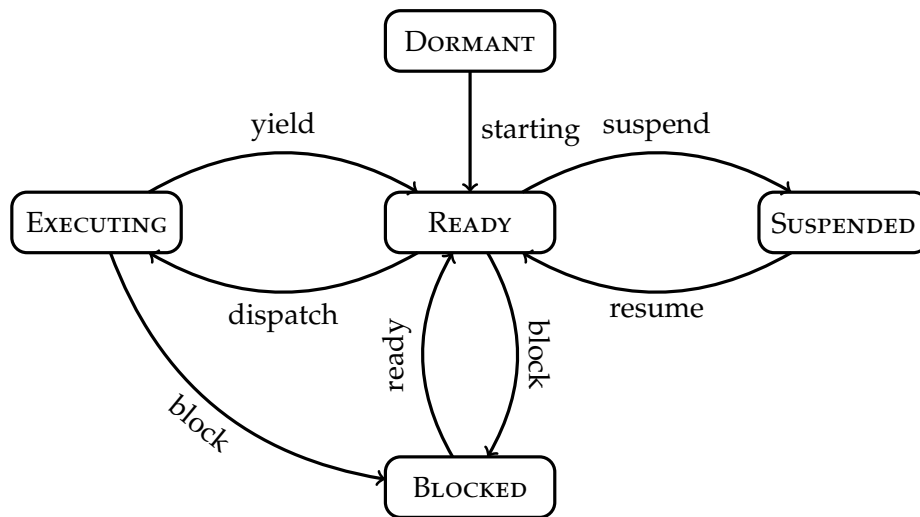 DORMANT
yield
starting
suspend
EXECUTING
READY
SUSPENDED
dispatch
ready
block
resume
block
BLOCKED